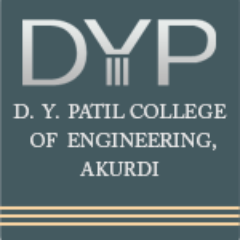 DYP
D. Y. PATIL COLLEGE
OF ENGINEERING,
AKURDI